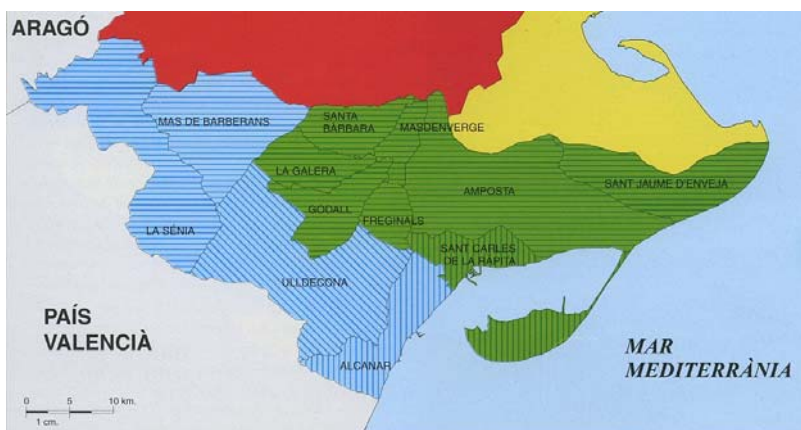 ARAGÓ
MAS DE BARBERANS
SANTA
BÀRBARA
MASDENVERGE
LA GALERA
AMPOSTA
SANT JAUME D'ENVEJA
GODALL
FREGINALS
LA SÉNIA
SANT CARLES
DE LA RÀPITA
ULLDECONA
PAÍS
VALENCIÀ
MAR
MEDITERRÀNIA
ALCANAR
0 5 10 km.
1 cm.